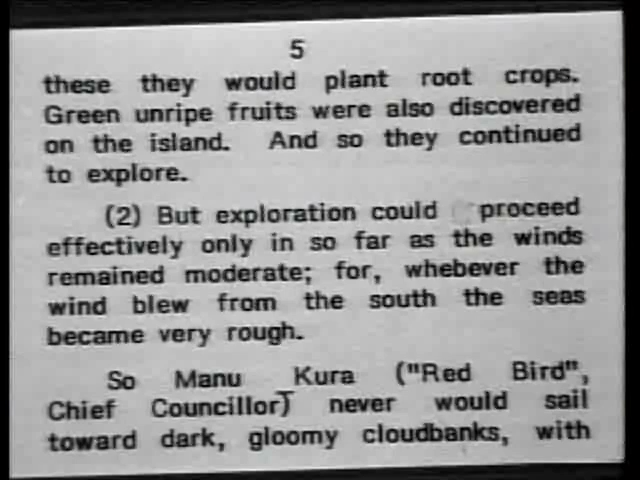 5
these they would plant root crops.
Green unripe fruits were also discovered
on the island. And so they continued
to explore.
(2) But exploration could proceed
effectively only in so far as the winds
remained moderate; for, whebever the
wind blew from the south the seas
became very rough.
So Manu Kura ("Red Bird",
Chief Councillor) never would sail
toward dark, gloomy cloudbanks, with